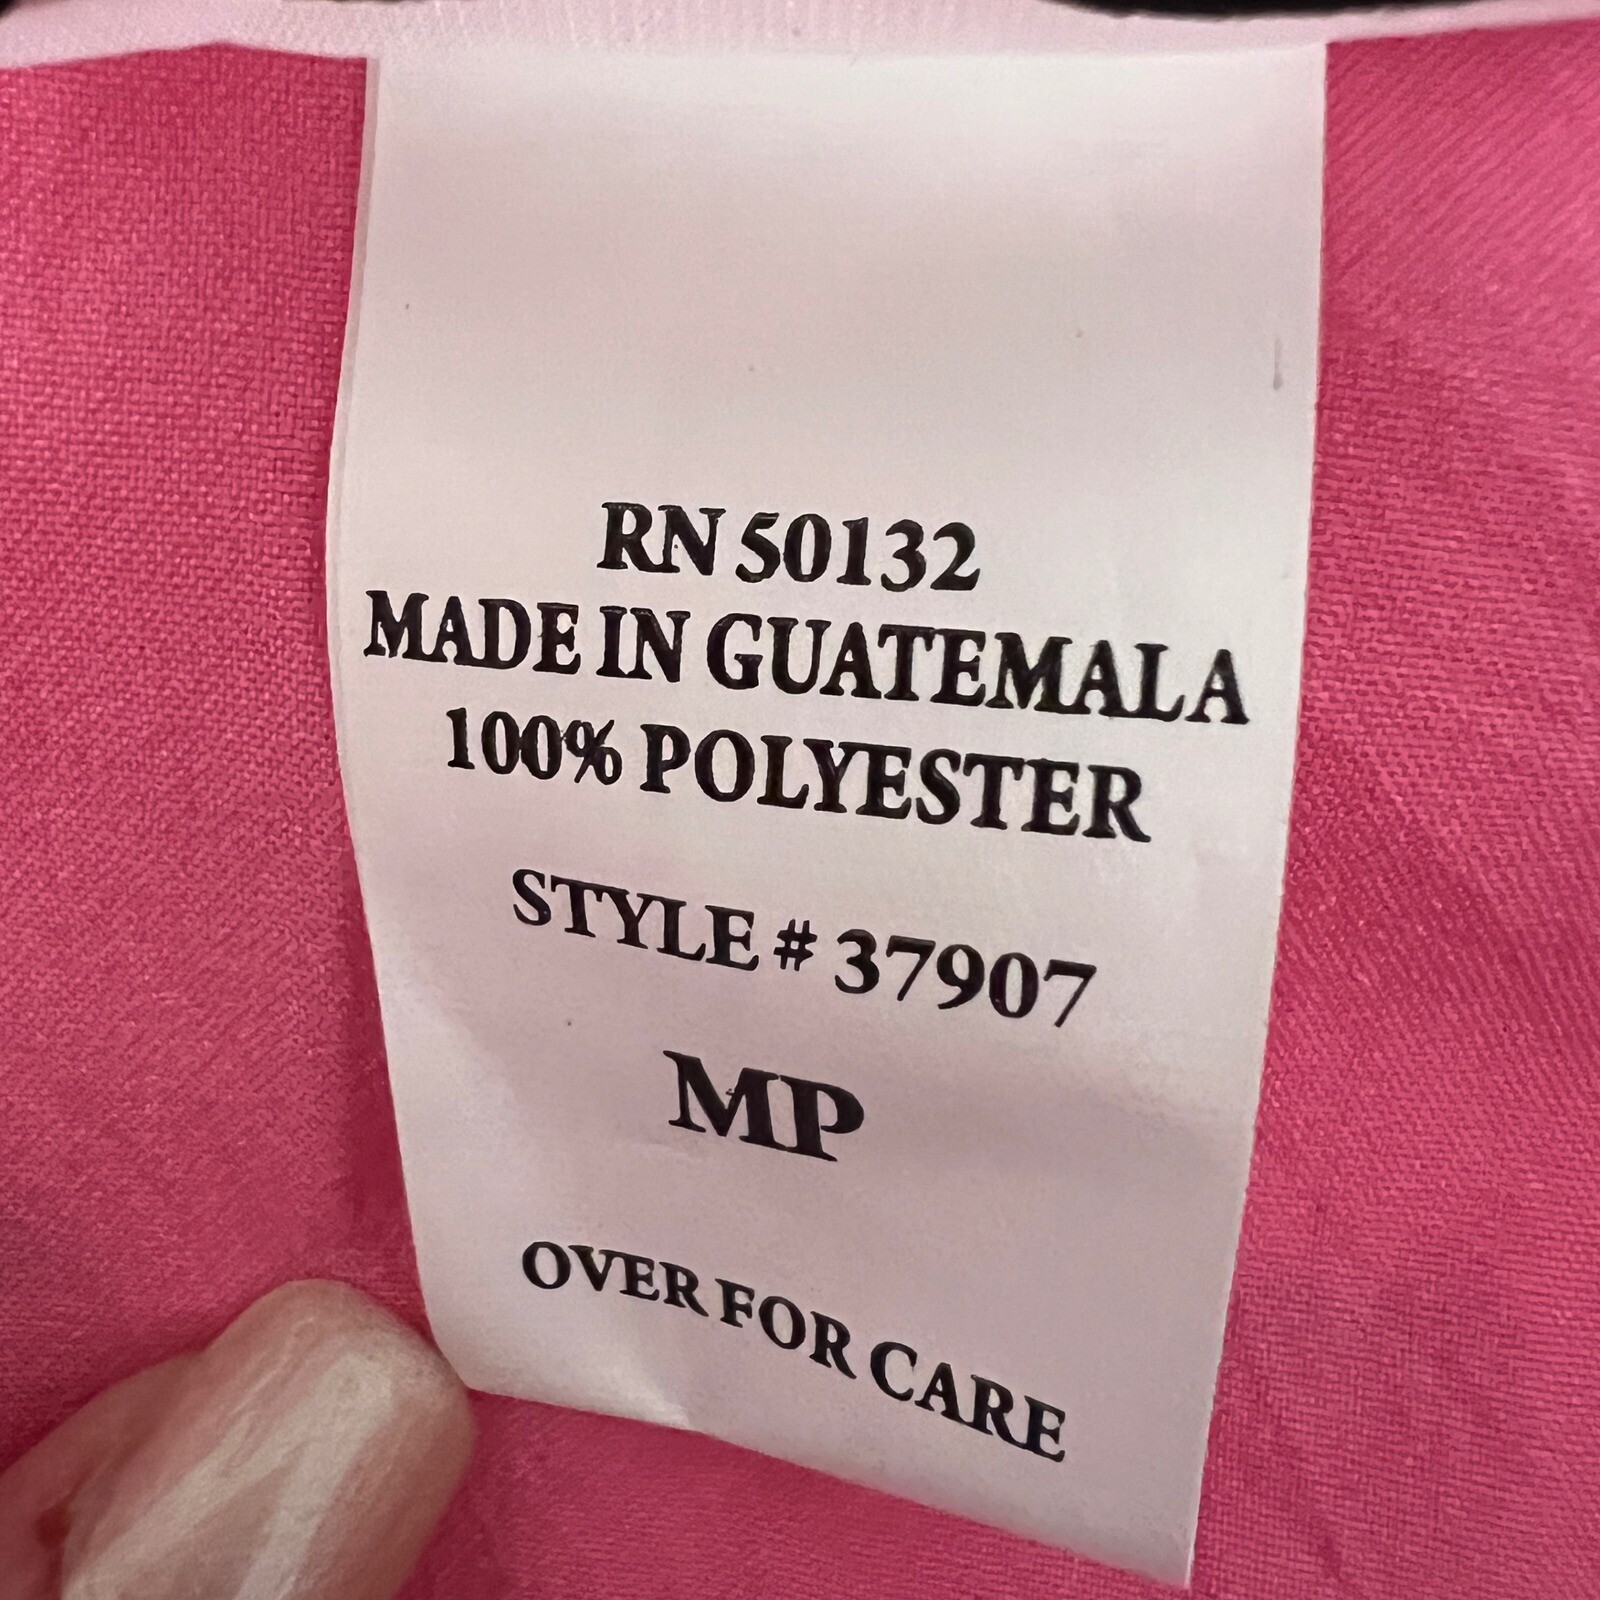 RN 50132
MADE IN GUATEMALA
100% POLYESTER
STYLE # 37907
MP
OVER FOR CARE